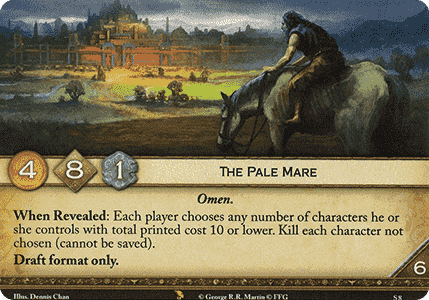 4 8 1 THE PALE MARE
Omen.
When Revealed: Each player chooses any number of characters he or
she controls with total printed cost 10 or lower. Kill each character not
chosen (cannot be saved).
Draft format only.
6
Illus. Dennis Chan © George R.R. Martin © FFG S 8